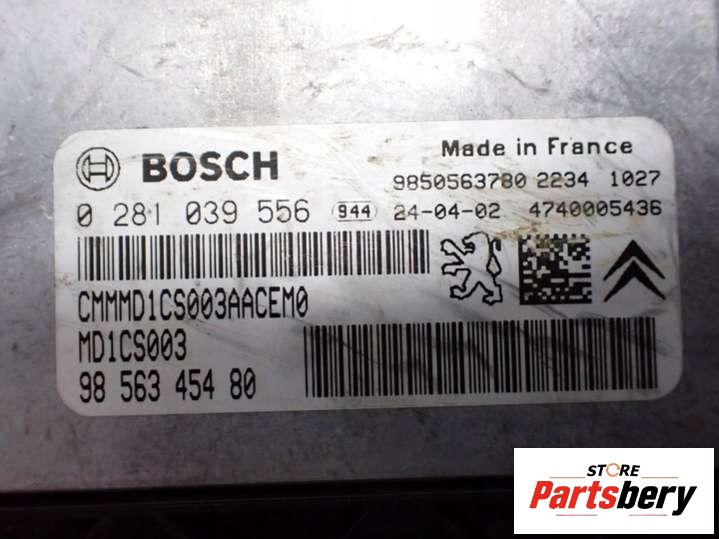 BOSCH
Made in France
9850563780 2234 1027
0 281 039 556 944 24-04-02 4740005436
CMMMD1CS003AACEM0
MD1CS003
98 563 454 80
STORE
Partsbery